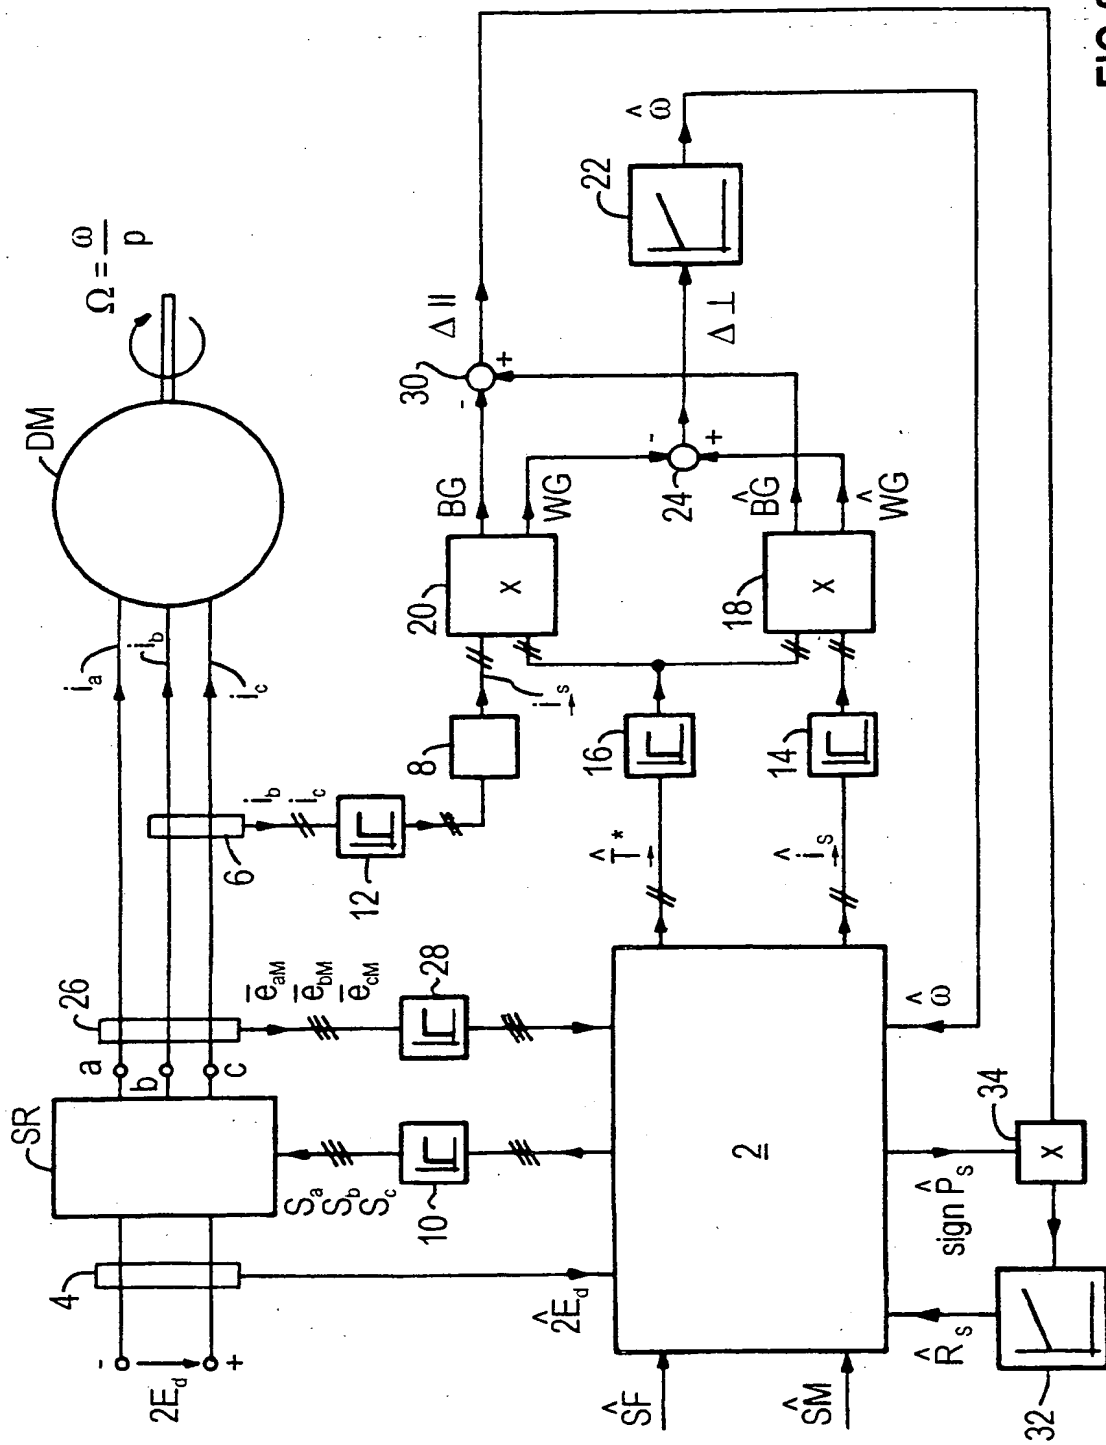 FIG
Ω = ω/p
DM
i_a
i_b
i_c
26
a
b
c
SR
4
-
+
2E_d
6
i_b i_c
12
8
i_s
ē_aM ē_bM ē_cM
28
S_a S_b S_c
10
2Ê_d
20
x
BG
WG
30
-
+
Δ ||
24
-
+
Δ ⊥
22
ω̂
16
14
18
x
B̂G
ŴG
T̂*
î_s
2
ω̂
sign P̂_s
34
x
R̂_s
32
ŜF
ŜM